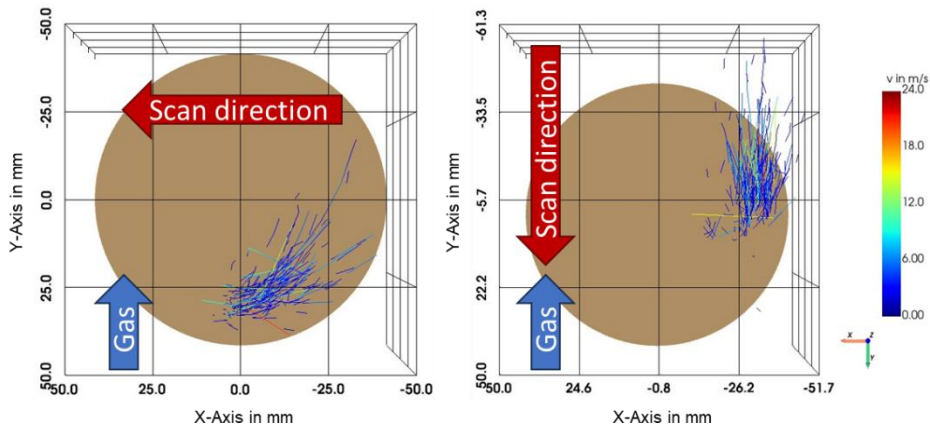 -50.0
-25.0
0.0
25.0
50.0
Y-Axis in mm
50.0
25.0
0.0
-25.0
-50.0
X-Axis in mm
Scan direction
Gas
-61.3
-33.5
-5.7
22.2
50.0
Y-Axis in mm
50.0
24.6
-0.8
-26.2
-51.7
X-Axis in mm
Scan direction
Gas
v in m/s
24.0
18.0
12.0
6.00
0.00
x
z
Y